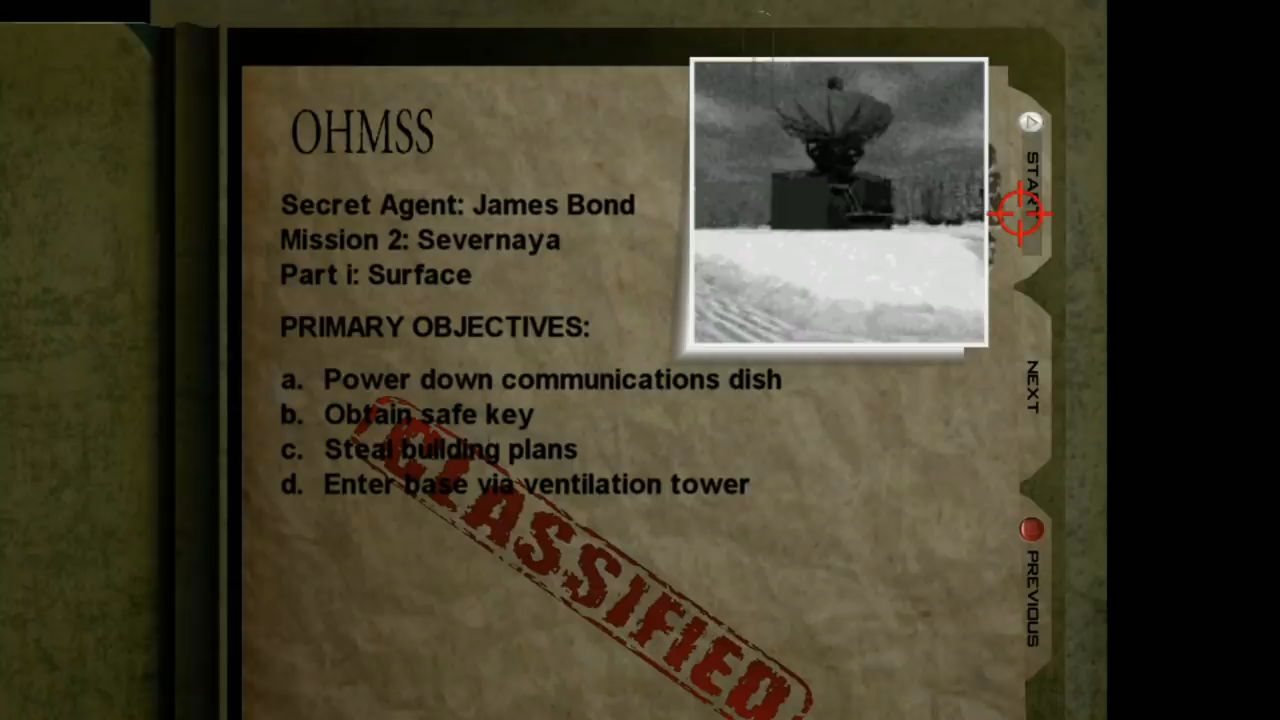 OHMSS
Secret Agent: James Bond
Mission 2: Severnaya
Part i: Surface
PRIMARY OBJECTIVES:
a. Power down communications dish
b. Obtain safe key
c. Steal building plans
d. Enter base via ventilation tower
CLASSIFIED
START
NEXT
PREVIOUS